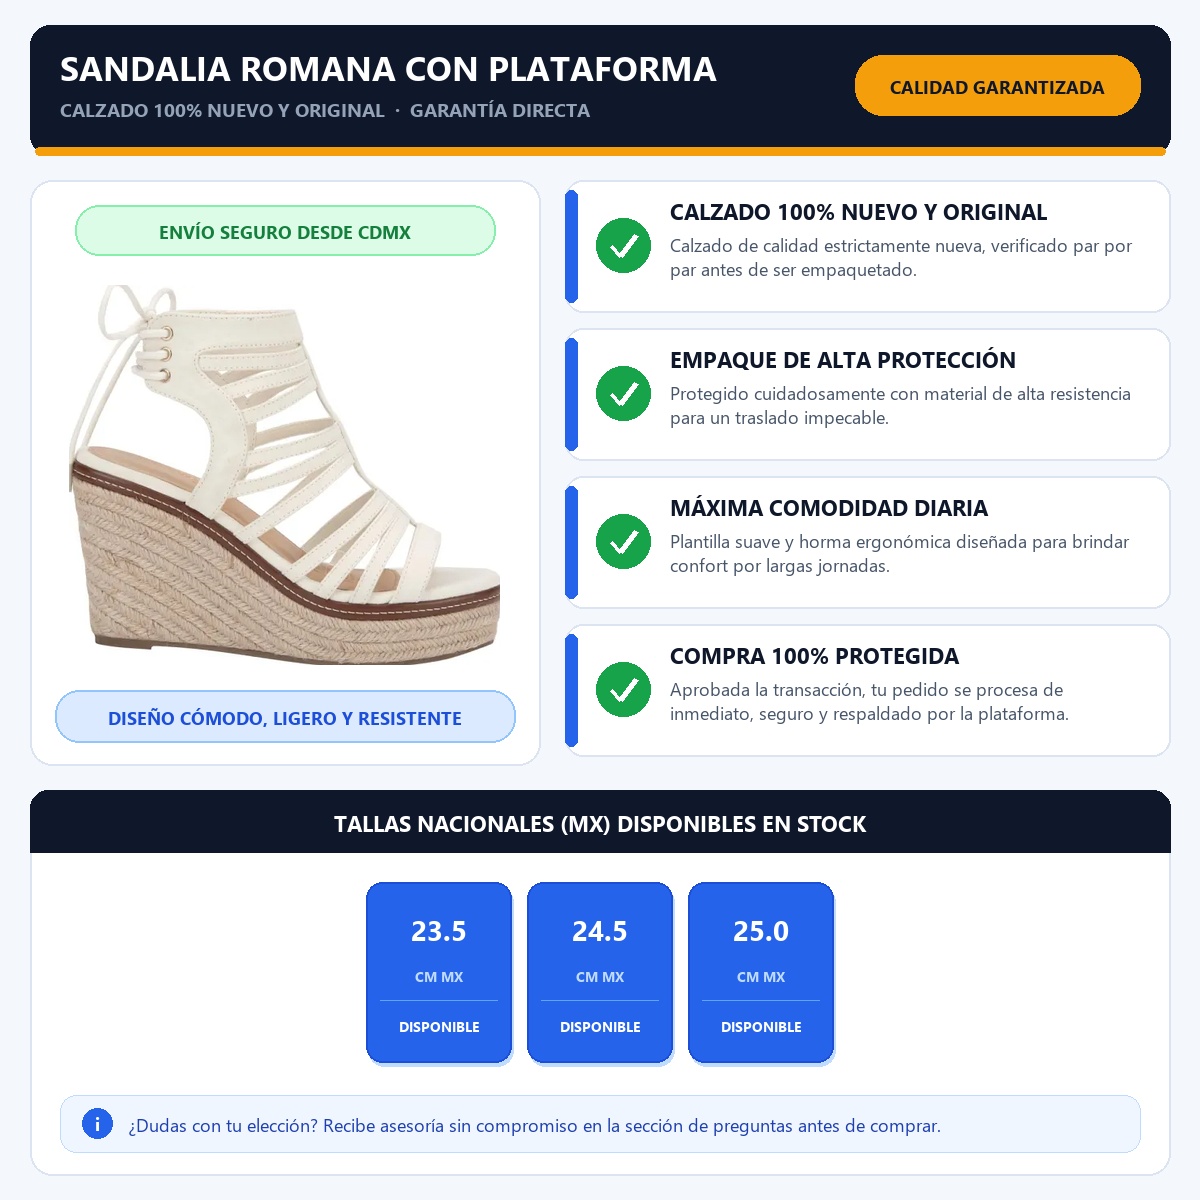 SANDALIA ROMANA CON PLATAFORMA
CALZADO 100% NUEVO Y ORIGINAL · GARANTÍA DIRECTA
CALIDAD GARANTIZADA
ENVÍO SEGURO DESDE CDMX
DISEÑO CÓMODO, LIGERO Y RESISTENTE
CALZADO 100% NUEVO Y ORIGINAL
Calzado de calidad estrictamente nueva, verificado par por
par antes de ser empaquetado.
EMPAQUE DE ALTA PROTECCIÓN
Protegido cuidadosamente con material de alta resistencia
para un traslado impecable.
MÁXIMA COMODIDAD DIARIA
Plantilla suave y horma ergonómica diseñada para brindar
confort por largas jornadas.
COMPRA 100% PROTEGIDA
Aprobada la transacción, tu pedido se procesa de
inmediato, seguro y respaldado por la plataforma.
TALLAS NACIONALES (MX) DISPONIBLES EN STOCK
23.5
CM MX
DISPONIBLE
24.5
CM MX
DISPONIBLE
25.0
CM MX
DISPONIBLE
¿Dudas con tu elección? Recibe asesoría sin compromiso en la sección de preguntas antes de comprar.